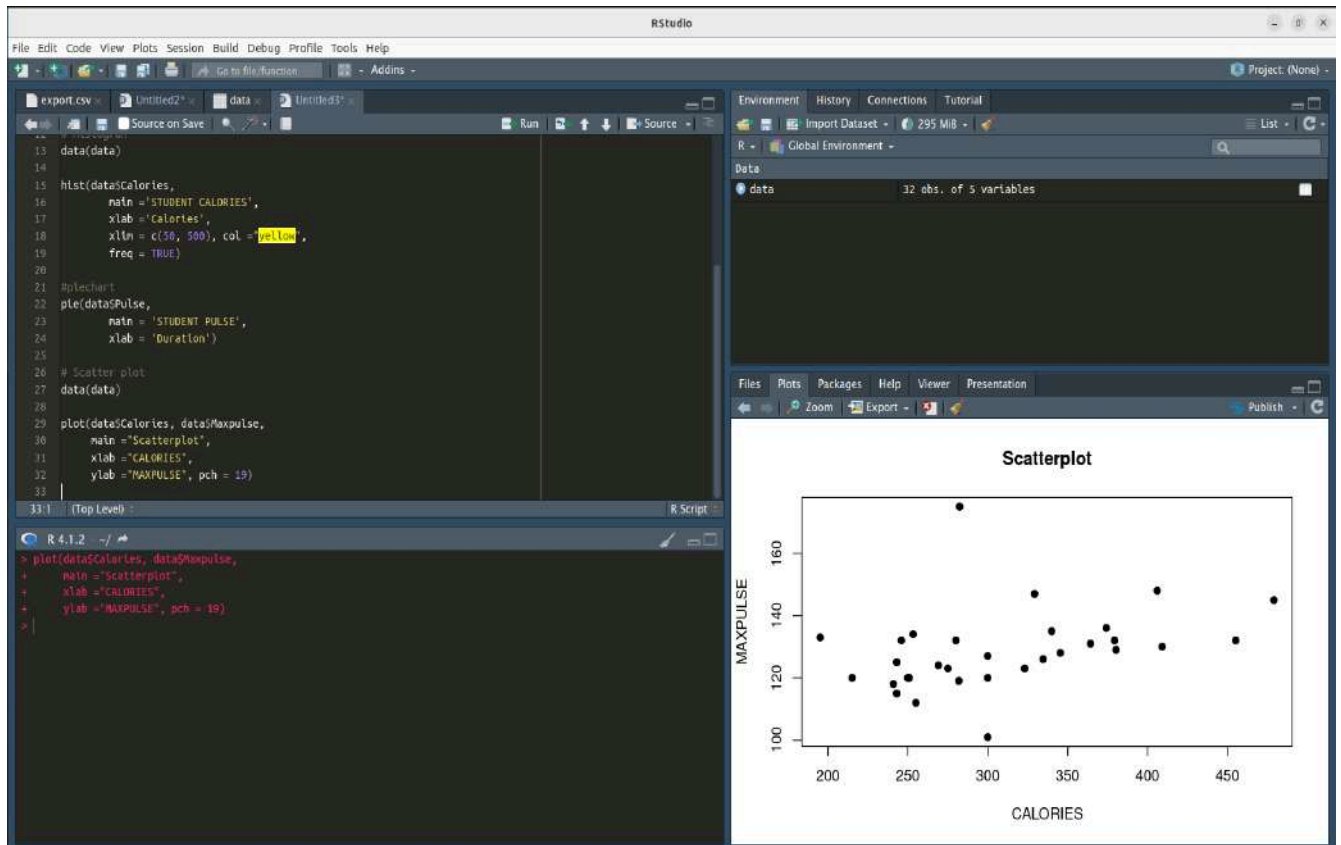 RStudio
File Edit Code View Plots Session Build Debug Profile Tools Help
Go to file/function Addins Project: (None)
export.csv Untitled2* data Untitled3*
Source on Save Run Source
12 # Histogram
13 data(data)
14
15 hist(data$Calories,
16 main ='STUDENT CALORIES',
17 xlab ='Calories',
18 xlim = c(50, 500), col ="yellow",
19 freq = TRUE)
20
21 #piechart
22 pie(data$Pulse,
23 main = 'STUDENT PULSE',
24 xlab = 'Duration')
25
26 # Scatter plot
27 data(data)
28
29 plot(data$Calories, data$Maxpulse,
30 main ="Scatterplot",
31 xlab ="CALORIES",
32 ylab ="MAXPULSE", pch = 19)
33
33:1 (Top Level) R Script
R 4.1.2 ~/
> plot(data$Calories, data$Maxpulse,
+ main ="Scatterplot",
+ xlab ="CALORIES",
+ ylab ="MAXPULSE", pch = 19)
>
Environment History Connections Tutorial
Import Dataset 295 MiB List
R Global Environment
Data
data 32 obs. of 5 variables
Files Plots Packages Help Viewer Presentation
Zoom Export Publish
Scatterplot
MAXPULSE
160
140
120
100
200 250 300 350 400 450
CALORIES